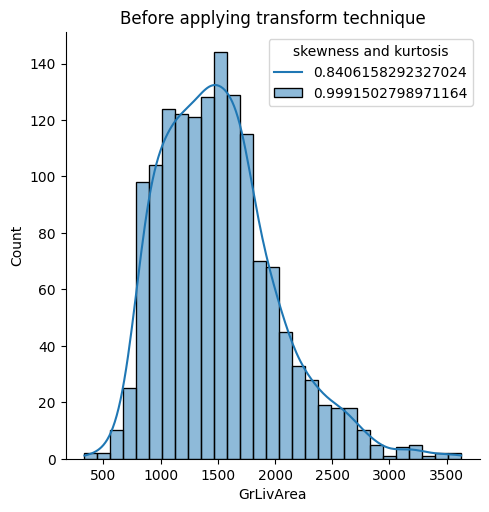 Before applying transform technique
skewness and kurtosis
0.8406158292327024
0.9991502798971164
140
120
100
80
60
40
20
0
Count
500 1000 1500 2000 2500 3000 3500
GrLivArea